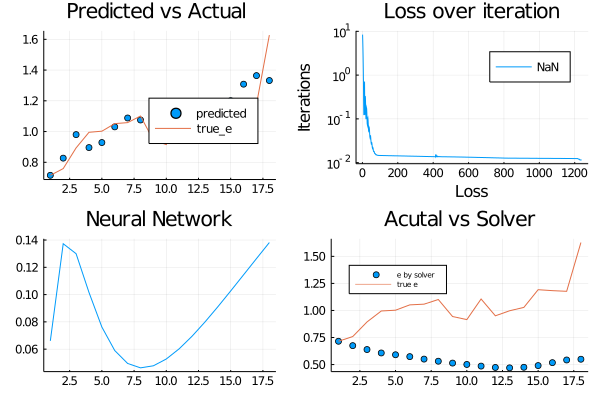 Predicted vs Actual
1.6
1.4
1.2
1.0
0.8
predicted
true_e
2.5 5.0 7.5 10.0 12.5 15.0 17.5
Loss over iteration
10¹
10⁰
10⁻¹
10⁻²
Iterations
NaN
0 200 400 600 800 1000 1200
Loss
Neural Network
0.14
0.12
0.10
0.08
0.06
2.5 5.0 7.5 10.0 12.5 15.0 17.5
Acutal vs Solver
1.50
1.25
1.00
0.75
0.50
e by solver
true e
2.5 5.0 7.5 10.0 12.5 15.0 17.5